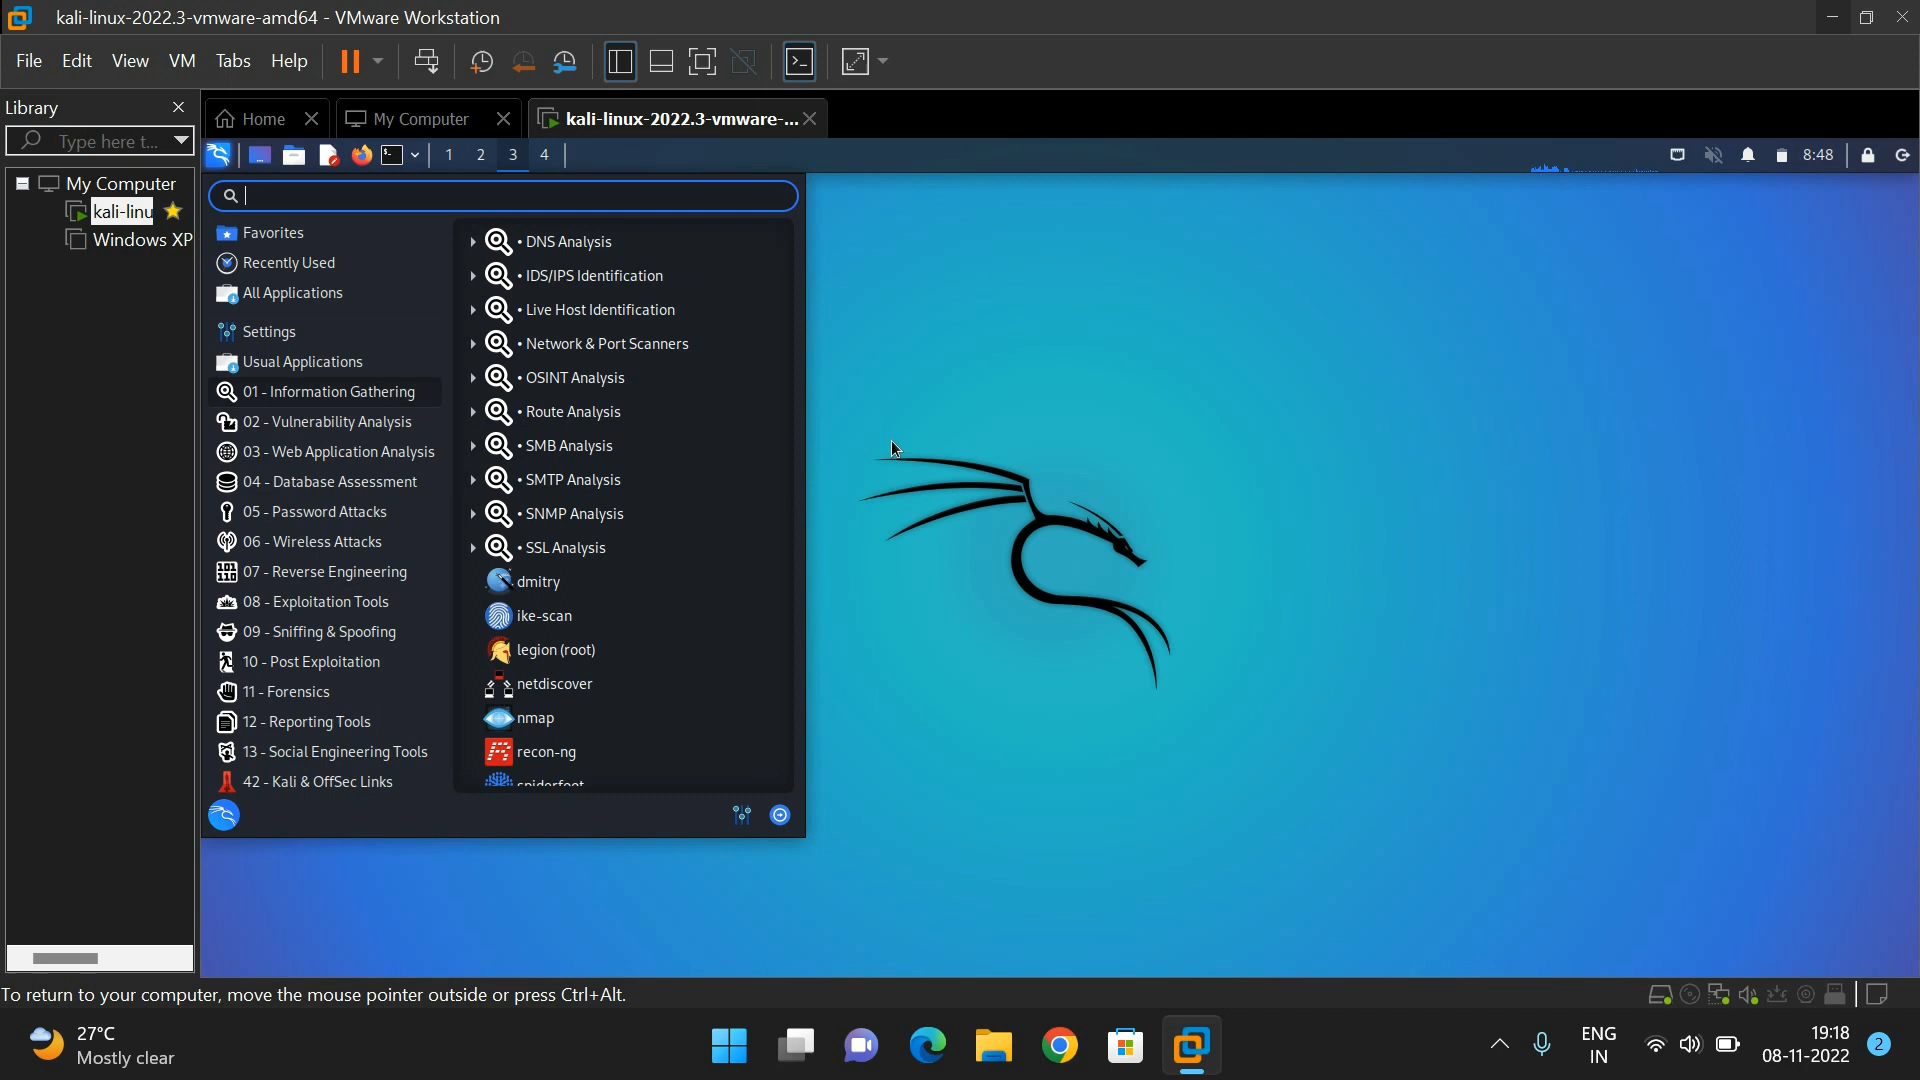 kali-linux-2022.3-vmware-amd64 - VMware Workstation
File Edit View VM Tabs Help
Library
Home
My Computer
kali-linux-2022.3-vmware-...
Type here t...
1 2 3 4
8:48
My Computer
kali-linu
Windows XP
Favorites
Recently Used
All Applications
Settings
Usual Applications
01 - Information Gathering
02 - Vulnerability Analysis
03 - Web Application Analysis
04 - Database Assessment
05 - Password Attacks
06 - Wireless Attacks
07 - Reverse Engineering
08 - Exploitation Tools
09 - Sniffing & Spoofing
10 - Post Exploitation
11 - Forensics
12 - Reporting Tools
13 - Social Engineering Tools
42 - Kali & OffSec Links
• DNS Analysis
• IDS/IPS Identification
• Live Host Identification
• Network & Port Scanners
• OSINT Analysis
• Route Analysis
• SMB Analysis
• SMTP Analysis
• SNMP Analysis
• SSL Analysis
dmitry
ike-scan
legion (root)
netdiscover
nmap
recon-ng
spiderfoot
To return to your computer, move the mouse pointer outside or press Ctrl+Alt.
27°C
Mostly clear
ENG
IN
19:18
08-11-2022
2